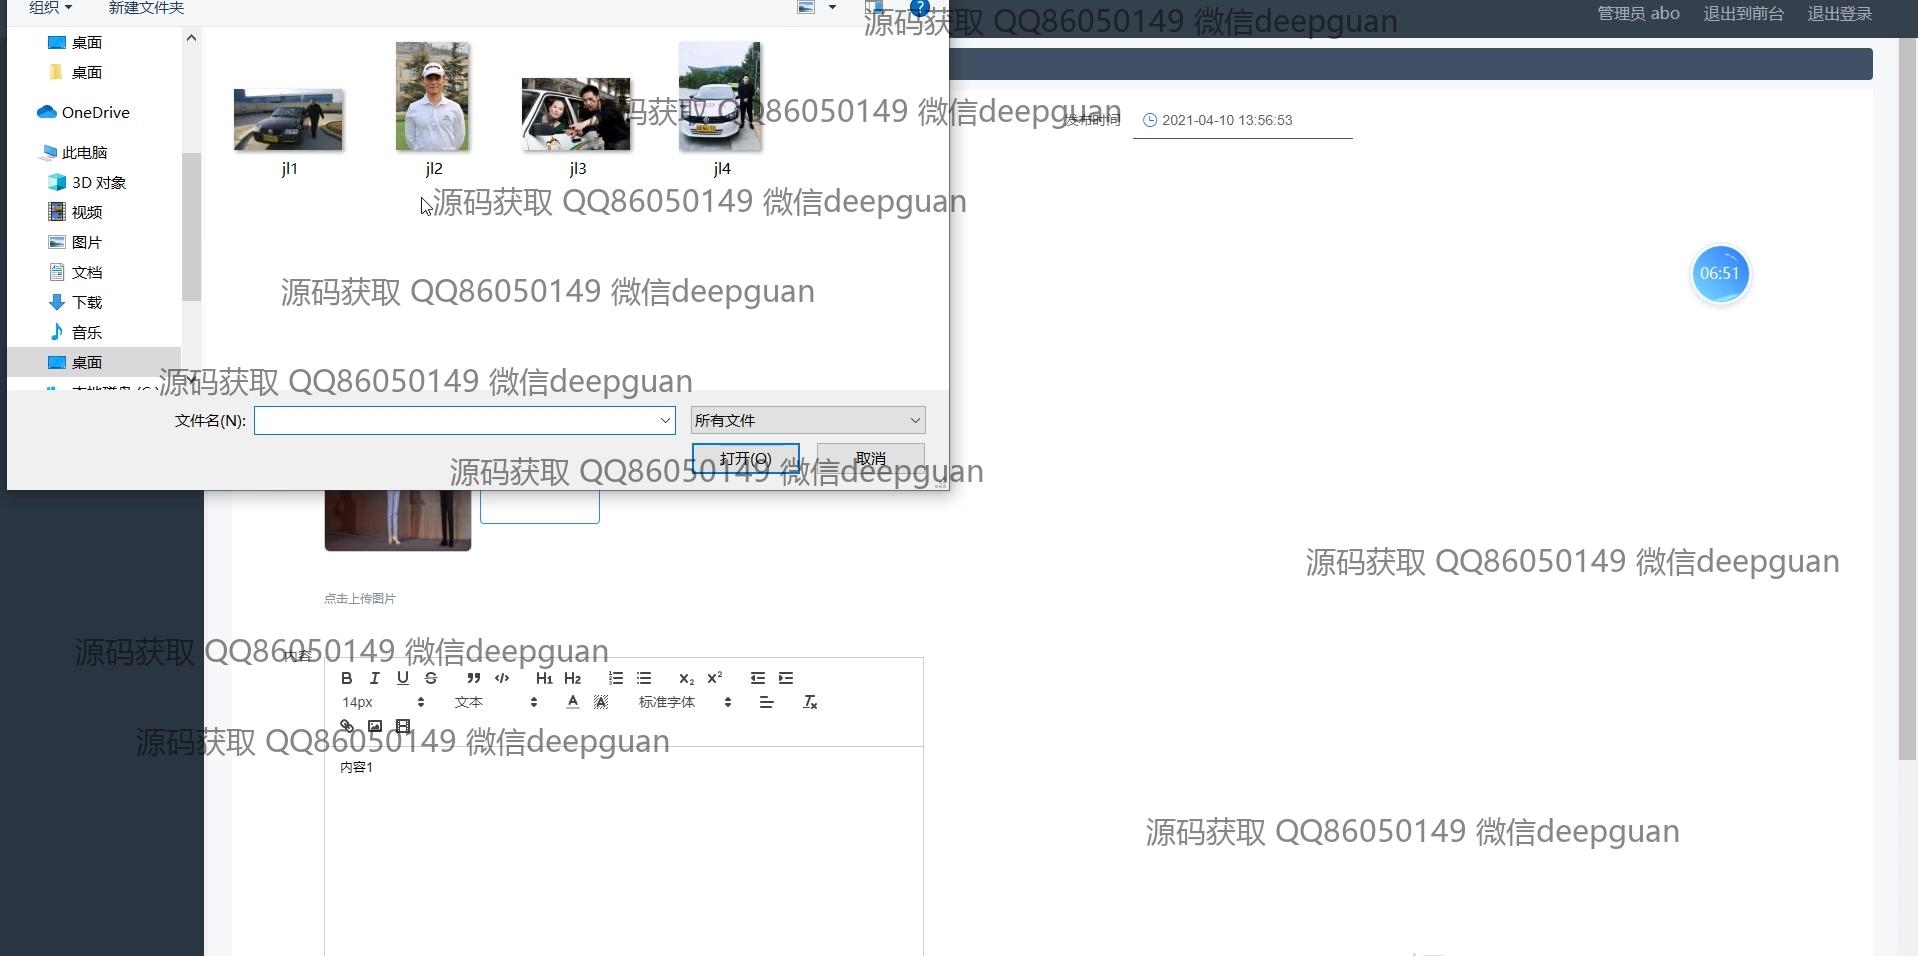 组织
新建文件夹
管理员 abo
退出到前台
退出登录
源码获取 QQ86050149 微信deepguan
桌面
桌面
OneDrive
此电脑
3D 对象
视频
图片
文档
下载
音乐
桌面
jl1
jl2
jl3
jl4
码获取 QQ86050149 微信deepguan
发布时间
2021-04-10 13:56:53
源码获取 QQ86050149 微信deepguan
06:51
源码获取 QQ86050149 微信deepguan
源码获取 QQ86050149 微信deepguan
文件名(N):
所有文件
打开(O)
取消
源码获取 QQ86050149 微信deepguan
源码获取 QQ86050149 微信deepguan
点击上传图片
源码获取 QQ86050149 微信deepguan
内容
B I U S H1 H2 X₂ X²
14px
文本
标准字体
源码获取 QQ86050149 微信deepguan
内容1
源码获取 QQ86050149 微信deepguan